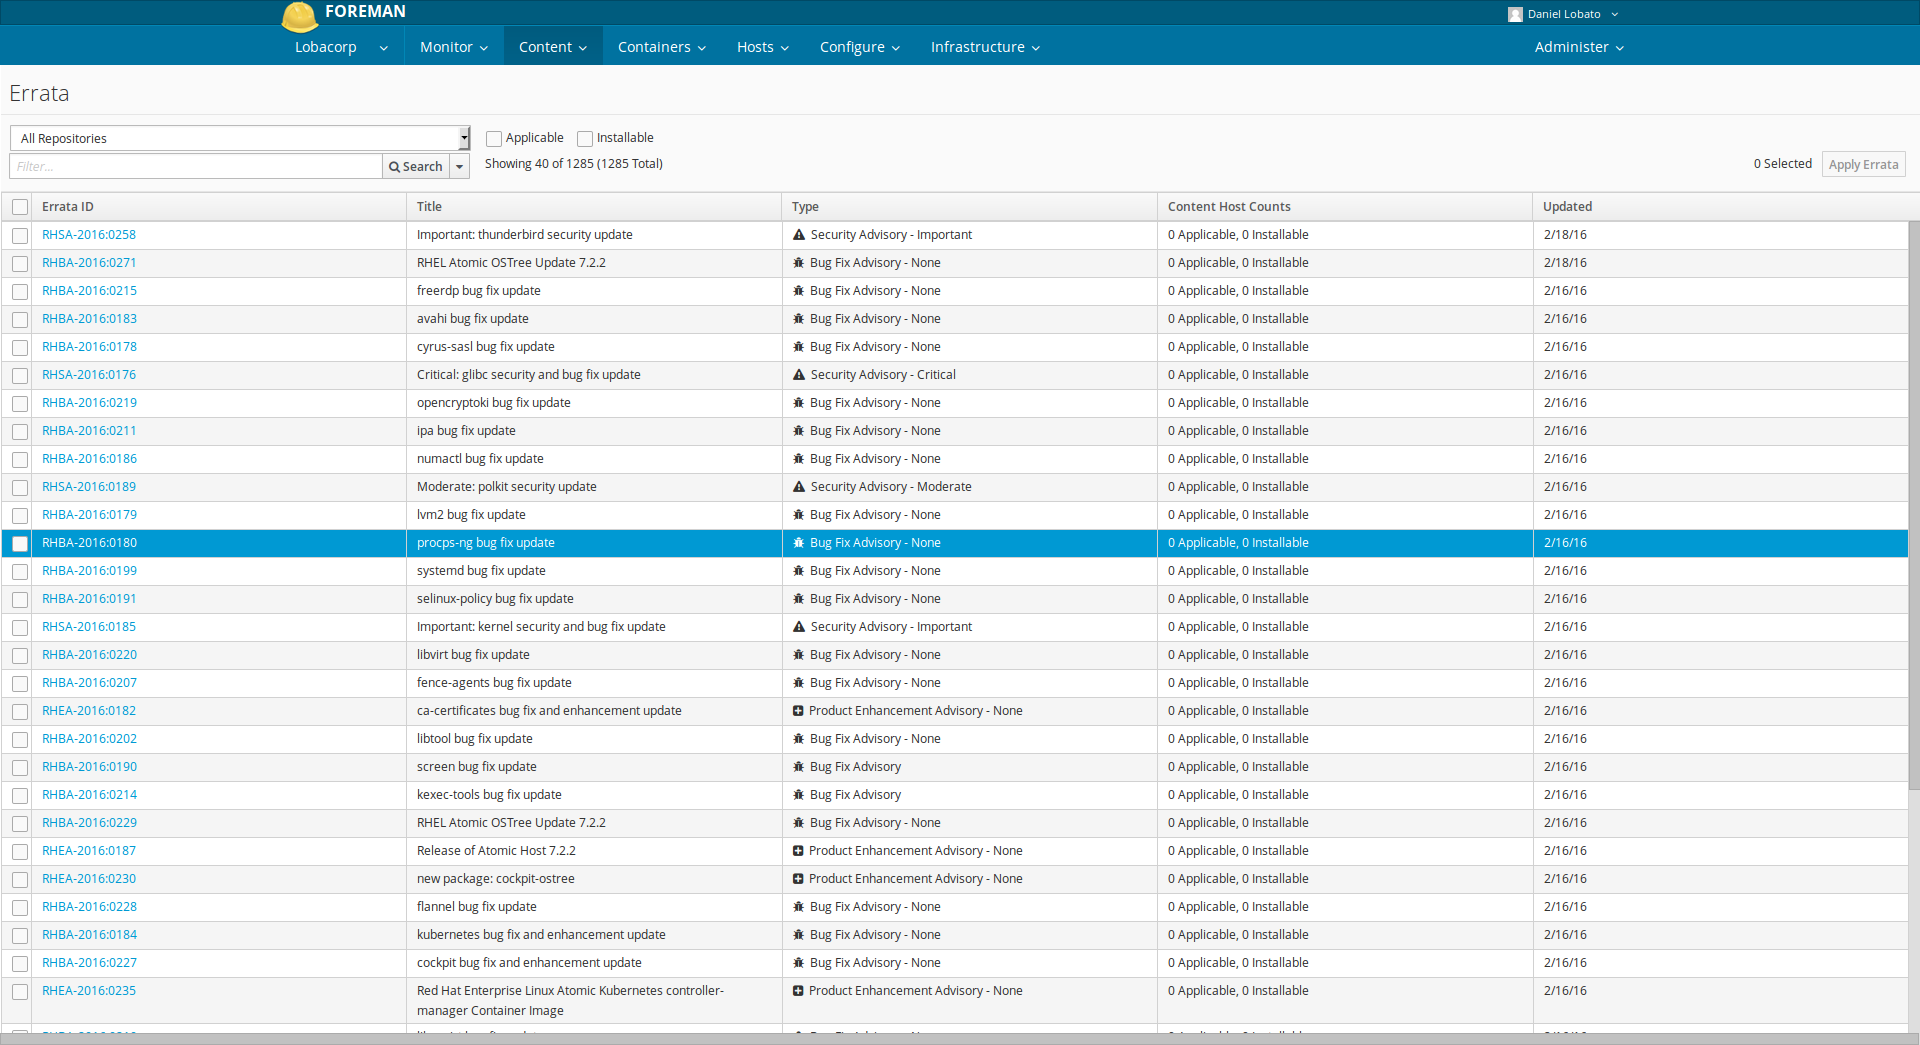 FOREMAN
Daniel Lobato
Lobacorp Monitor Content Containers Hosts Configure Infrastructure Administer
Errata
All Repositories Applicable Installable
Filter... Search Showing 40 of 1285 (1285 Total) 0 Selected Apply Errata
Errata ID Title Type Content Host Counts Updated
RHSA-2016:0258 Important: thunderbird security update Security Advisory - Important 0 Applicable, 0 Installable 2/18/16
RHBA-2016:0271 RHEL Atomic OSTree Update 7.2.2 Bug Fix Advisory - None 0 Applicable, 0 Installable 2/18/16
RHBA-2016:0215 freerdp bug fix update Bug Fix Advisory - None 0 Applicable, 0 Installable 2/16/16
RHBA-2016:0183 avahi bug fix update Bug Fix Advisory - None 0 Applicable, 0 Installable 2/16/16
RHBA-2016:0178 cyrus-sasl bug fix update Bug Fix Advisory - None 0 Applicable, 0 Installable 2/16/16
RHSA-2016:0176 Critical: glibc security and bug fix update Security Advisory - Critical 0 Applicable, 0 Installable 2/16/16
RHBA-2016:0219 opencryptoki bug fix update Bug Fix Advisory - None 0 Applicable, 0 Installable 2/16/16
RHBA-2016:0211 ipa bug fix update Bug Fix Advisory - None 0 Applicable, 0 Installable 2/16/16
RHBA-2016:0186 numactl bug fix update Bug Fix Advisory - None 0 Applicable, 0 Installable 2/16/16
RHSA-2016:0189 Moderate: polkit security update Security Advisory - Moderate 0 Applicable, 0 Installable 2/16/16
RHBA-2016:0179 lvm2 bug fix update Bug Fix Advisory - None 0 Applicable, 0 Installable 2/16/16
RHBA-2016:0180 procps-ng bug fix update Bug Fix Advisory - None 0 Applicable, 0 Installable 2/16/16
RHBA-2016:0199 systemd bug fix update Bug Fix Advisory - None 0 Applicable, 0 Installable 2/16/16
RHBA-2016:0191 selinux-policy bug fix update Bug Fix Advisory - None 0 Applicable, 0 Installable 2/16/16
RHSA-2016:0185 Important: kernel security and bug fix update Security Advisory - Important 0 Applicable, 0 Installable 2/16/16
RHBA-2016:0220 libvirt bug fix update Bug Fix Advisory - None 0 Applicable, 0 Installable 2/16/16
RHBA-2016:0207 fence-agents bug fix update Bug Fix Advisory - None 0 Applicable, 0 Installable 2/16/16
RHEA-2016:0182 ca-certificates bug fix and enhancement update Product Enhancement Advisory - None 0 Applicable, 0 Installable 2/16/16
RHBA-2016:0202 libtool bug fix update Bug Fix Advisory - None 0 Applicable, 0 Installable 2/16/16
RHBA-2016:0190 screen bug fix update Bug Fix Advisory 0 Applicable, 0 Installable 2/16/16
RHBA-2016:0214 kexec-tools bug fix update Bug Fix Advisory 0 Applicable, 0 Installable 2/16/16
RHBA-2016:0229 RHEL Atomic OSTree Update 7.2.2 Bug Fix Advisory - None 0 Applicable, 0 Installable 2/16/16
RHEA-2016:0187 Release of Atomic Host 7.2.2 Product Enhancement Advisory - None 0 Applicable, 0 Installable 2/16/16
RHEA-2016:0230 new package: cockpit-ostree Product Enhancement Advisory - None 0 Applicable, 0 Installable 2/16/16
RHBA-2016:0228 flannel bug fix update Bug Fix Advisory - None 0 Applicable, 0 Installable 2/16/16
RHBA-2016:0184 kubernetes bug fix and enhancement update Bug Fix Advisory - None 0 Applicable, 0 Installable 2/16/16
RHBA-2016:0227 cockpit bug fix and enhancement update Bug Fix Advisory - None 0 Applicable, 0 Installable 2/16/16
RHEA-2016:0235 Red Hat Enterprise Linux Atomic Kubernetes controller- Product Enhancement Advisory - None 0 Applicable, 0 Installable 2/16/16
manager Container Image